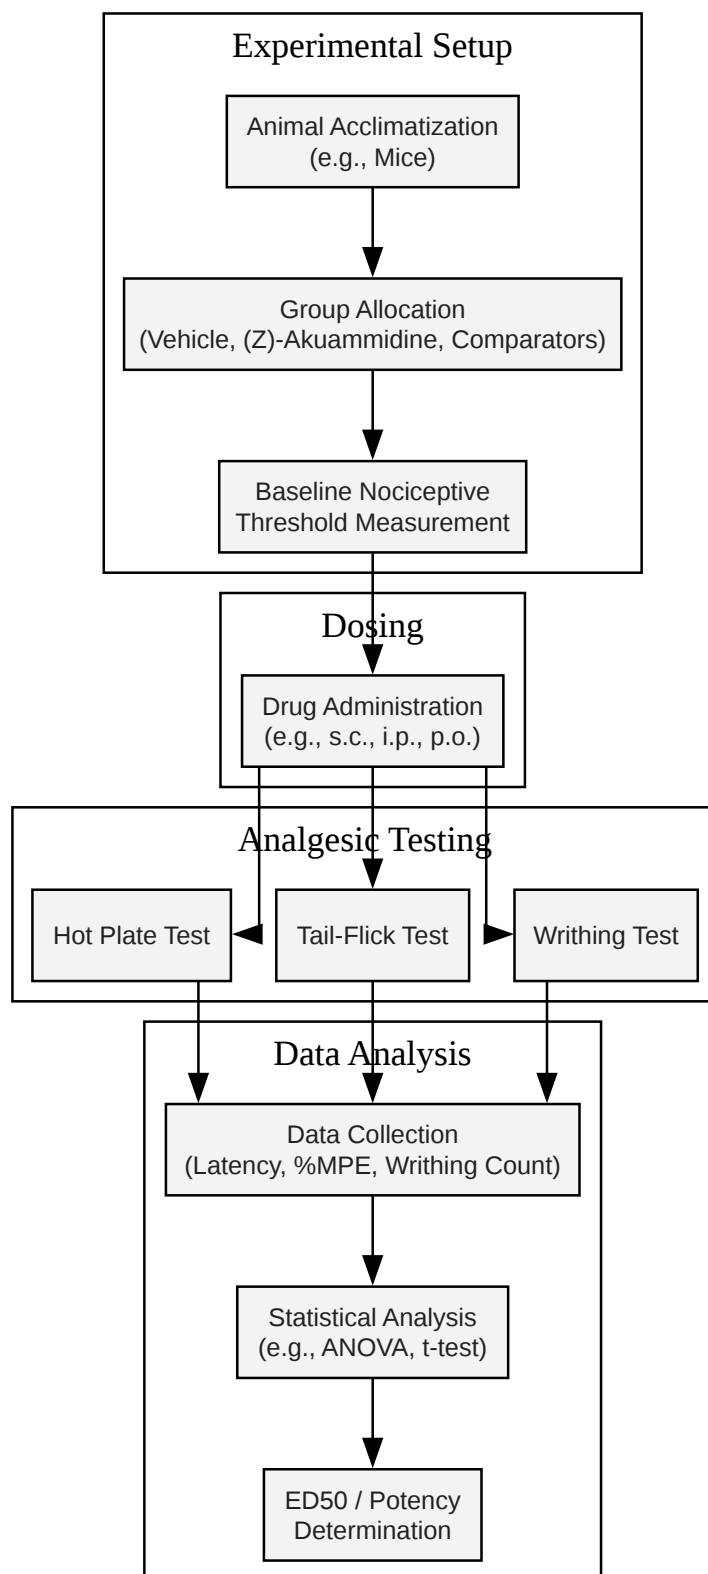 Experimental Setup
Animal Acclimatization
(e.g., Mice)
Group Allocation
(Vehicle, (Z)-Akuammidine, Comparators)
Baseline Nociceptive
Threshold Measurement
Dosing
Drug Administration
(e.g., s.c., i.p., p.o.)
Analgesic Testing
Hot Plate Test
Tail-Flick Test
Writhing Test
Data Analysis
Data Collection
(Latency, %MPE, Writhing Count)
Statistical Analysis
(e.g., ANOVA, t-test)
ED50 / Potency
Determination